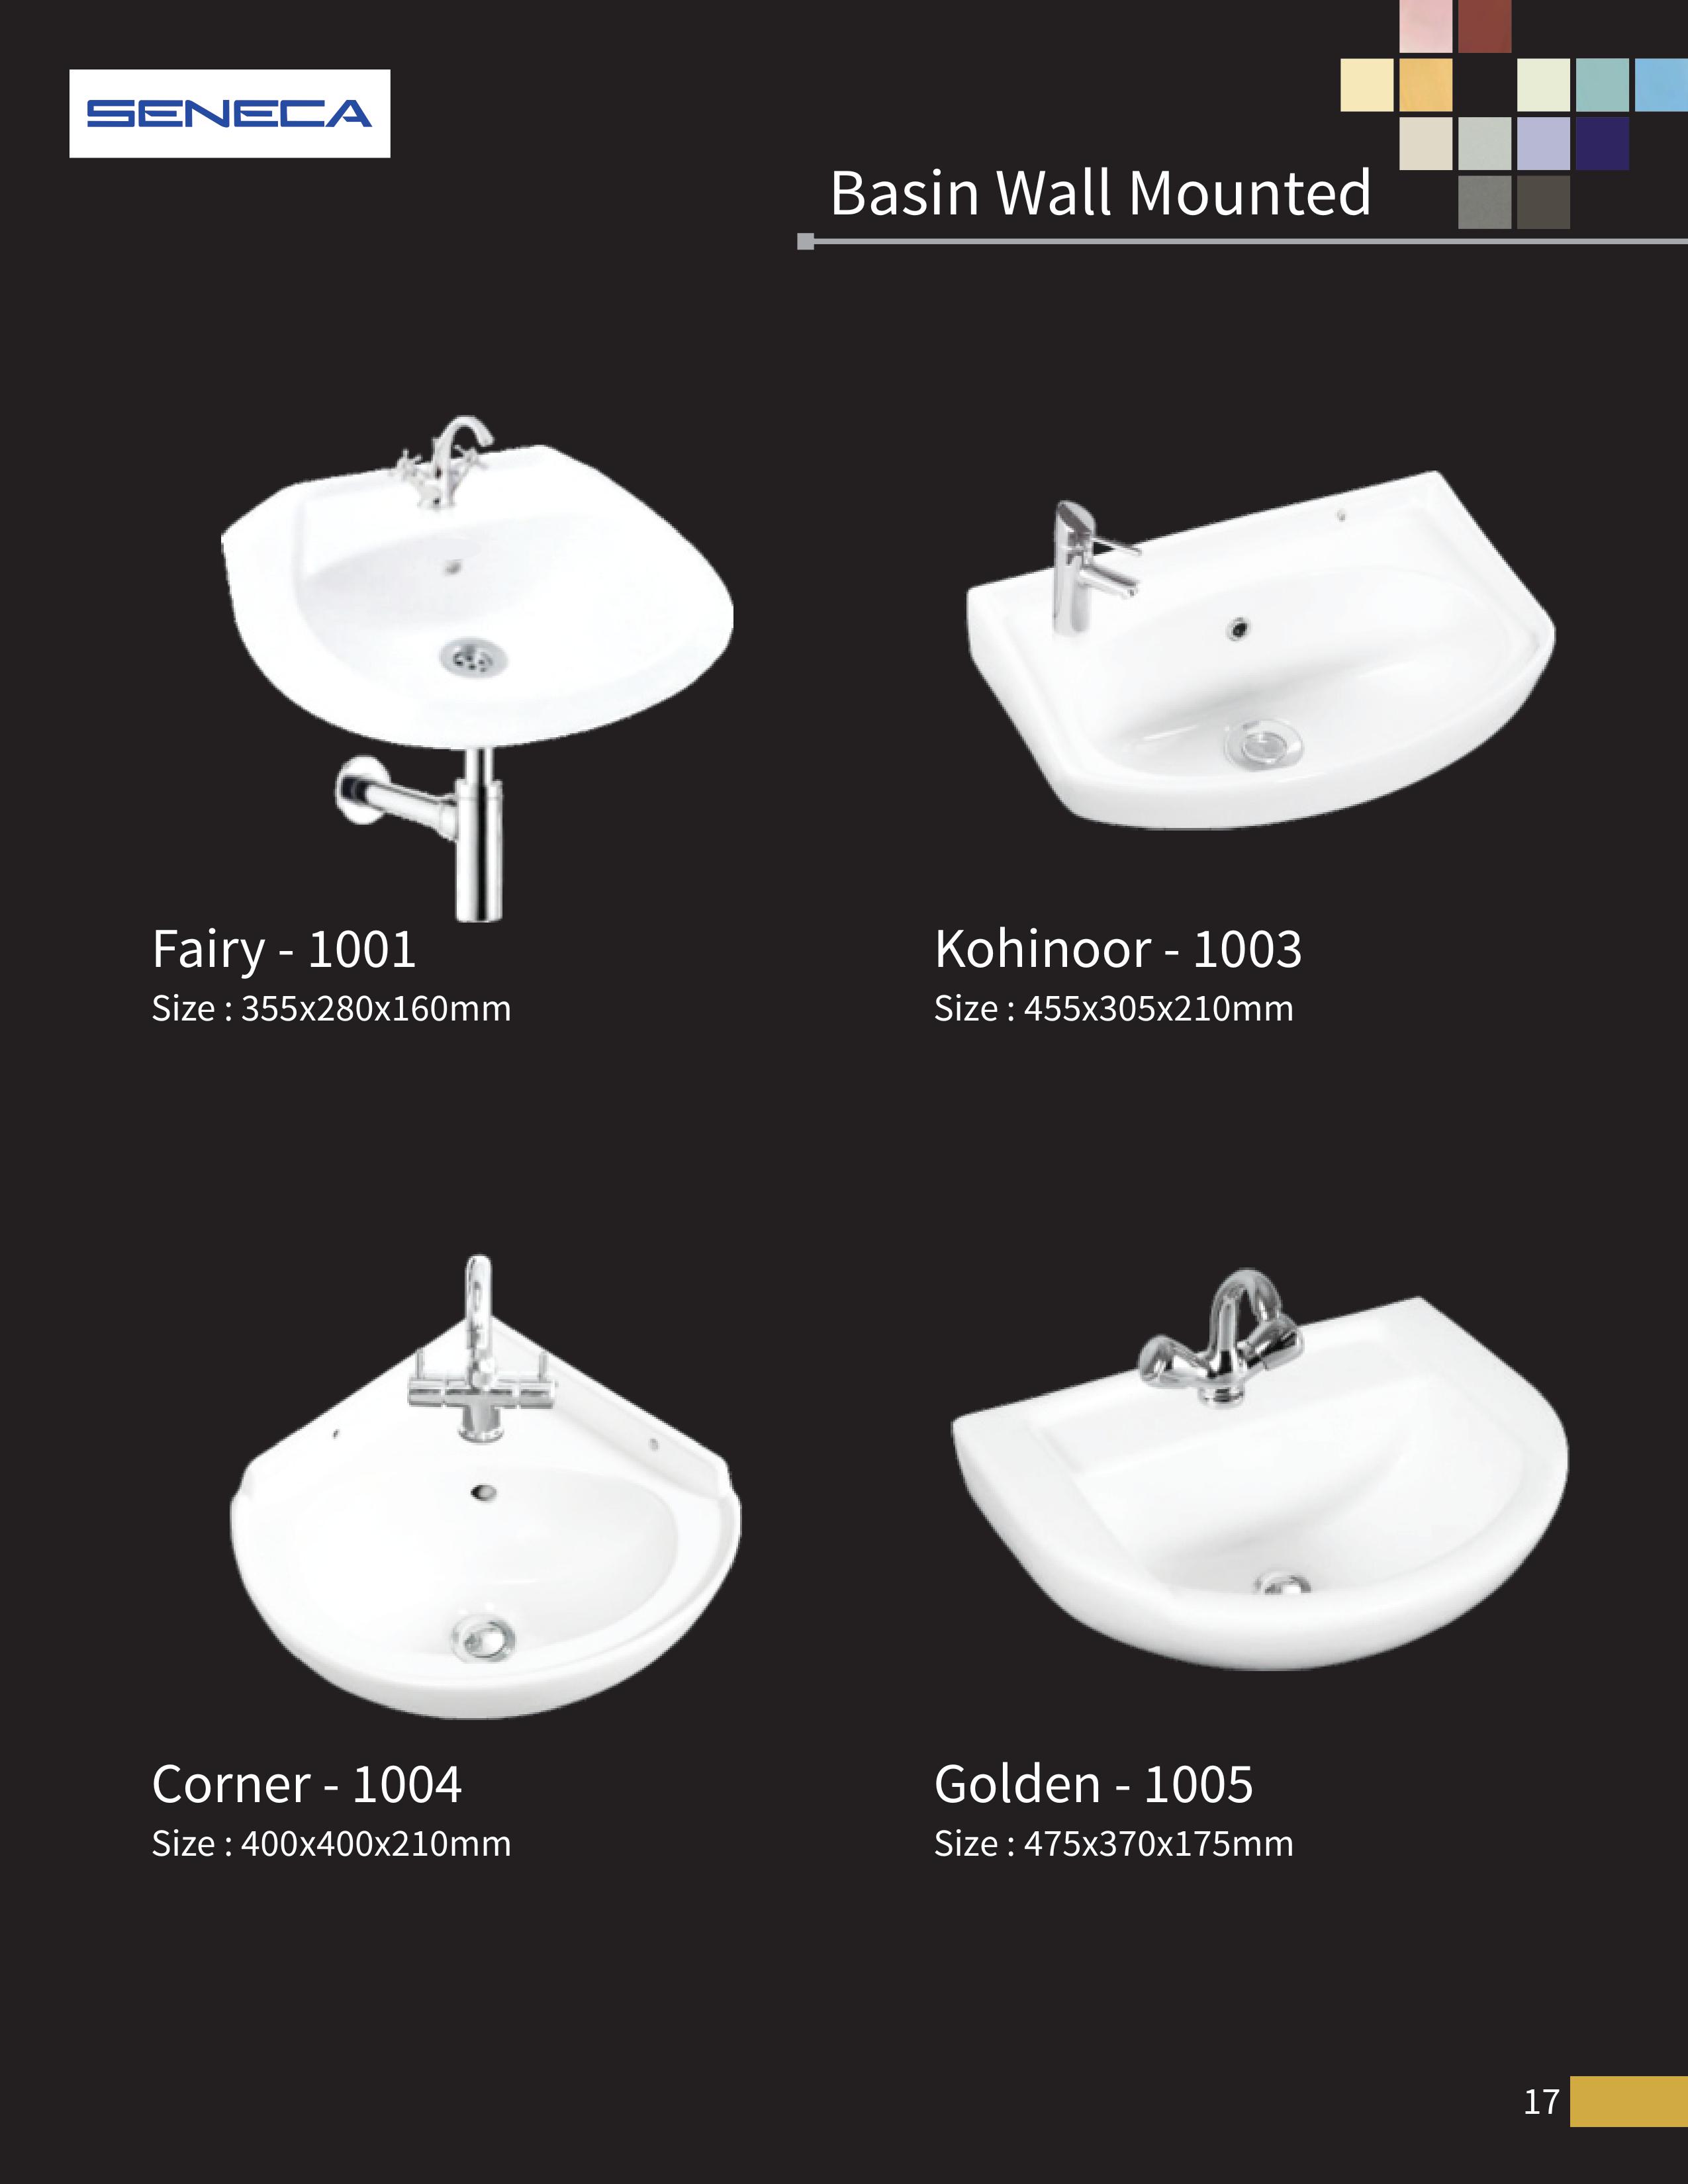 SENECA
Basin Wall Mounted
Fairy - 1001
Size : 355x280x160mm
Kohinoor - 1003
Size : 455x305x210mm
Corner - 1004
Size : 400x400x210mm
Golden - 1005
Size : 475x370x175mm
17